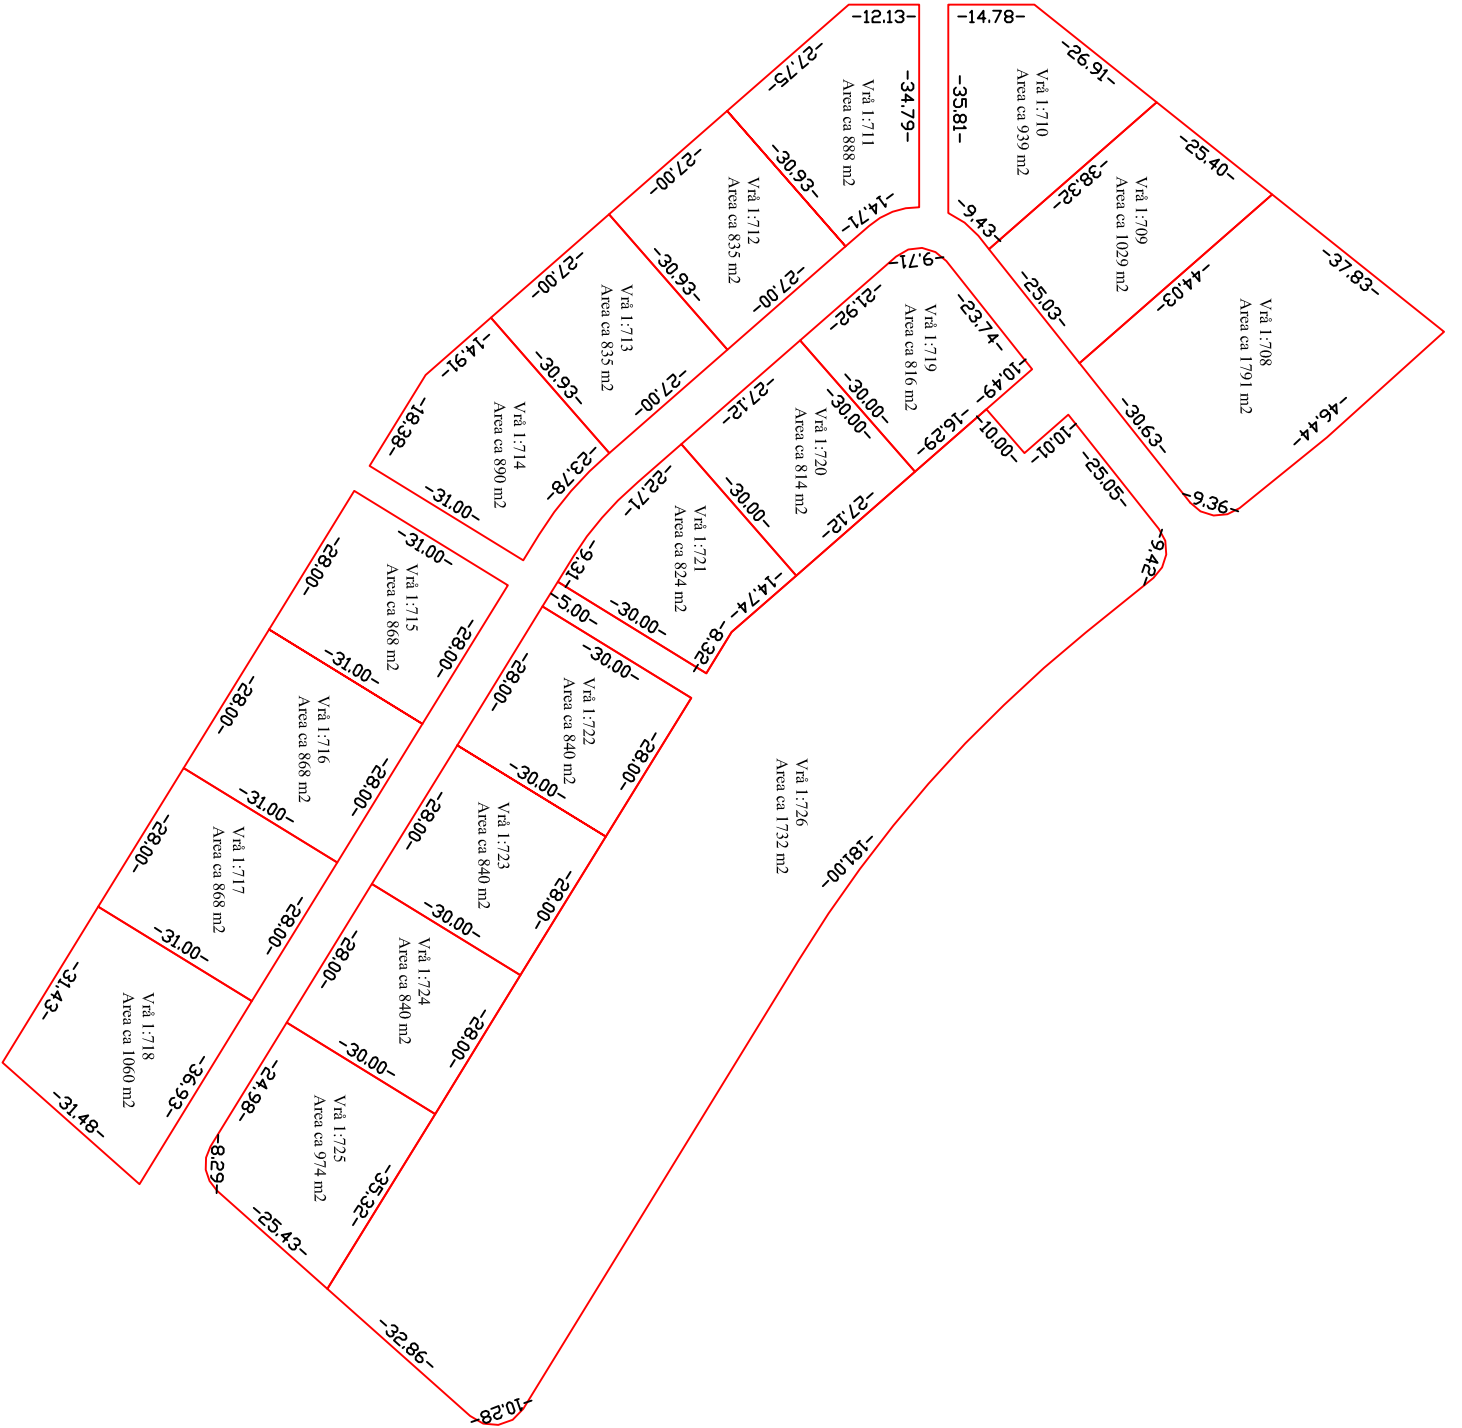 -12.13-
-14.78-
-27.75-
-34.79-
-35.81-
-26.91-
Vrå 1:711
Area ca 888 m2
Vrå 1:710
Area ca 939 m2
-30.93-
-14.71-
-9.43-
-38.32-
-25.40-
-27.00-
Vrå 1:712
Area ca 835 m2
-27.00-
Vrå 1:709
Area ca 1029 m2
-25.03-
-44.03-
-37.83-
-9.71-
-27.00-
-30.93-
Vrå 1:713
Area ca 835 m2
-27.00-
-21.92-
Vrå 1:719
Area ca 816 m2
-23.74-
-10.49-
Vrå 1:708
Area ca 1791 m2
-46.44-
-30.63-
-9.36-
-14.91-
-30.93-
-18.38-
Vrå 1:714
Area ca 890 m2
-23.78-
-31.00-
-27.12-
-30.00-
-30.00-
Vrå 1:720
Area ca 814 m2
-16.29-
-10.00-
-10.01-
-25.05-
-9.42-
-27.12-
-22.71-
-30.00-
Vrå 1:721
Area ca 824 m2
-14.74-
-8.32-
-9.31-
-30.00-
-5.00-
-31.00-
-28.00-
Vrå 1:715
Area ca 868 m2
-28.00-
-31.00-
-30.00-
-28.00-
Vrå 1:722
Area ca 840 m2
-28.00-
-30.00-
-28.00-
Vrå 1:716
Area ca 868 m2
-28.00-
-31.00-
-28.00-
Vrå 1:723
Area ca 840 m2
-28.00-
-30.00-
Vrå 1:726
Area ca 1732 m2
-181.00-
-28.00-
Vrå 1:717
Area ca 868 m2
-28.00-
-31.00-
-28.00-
Vrå 1:724
Area ca 840 m2
-28.00-
-30.00-
-31.43-
Vrå 1:718
Area ca 1060 m2
-36.93-
-31.48-
-24.98-
Vrå 1:725
Area ca 974 m2
-35.32-
-8.29-
-25.43-
-32.86-
-10.28-